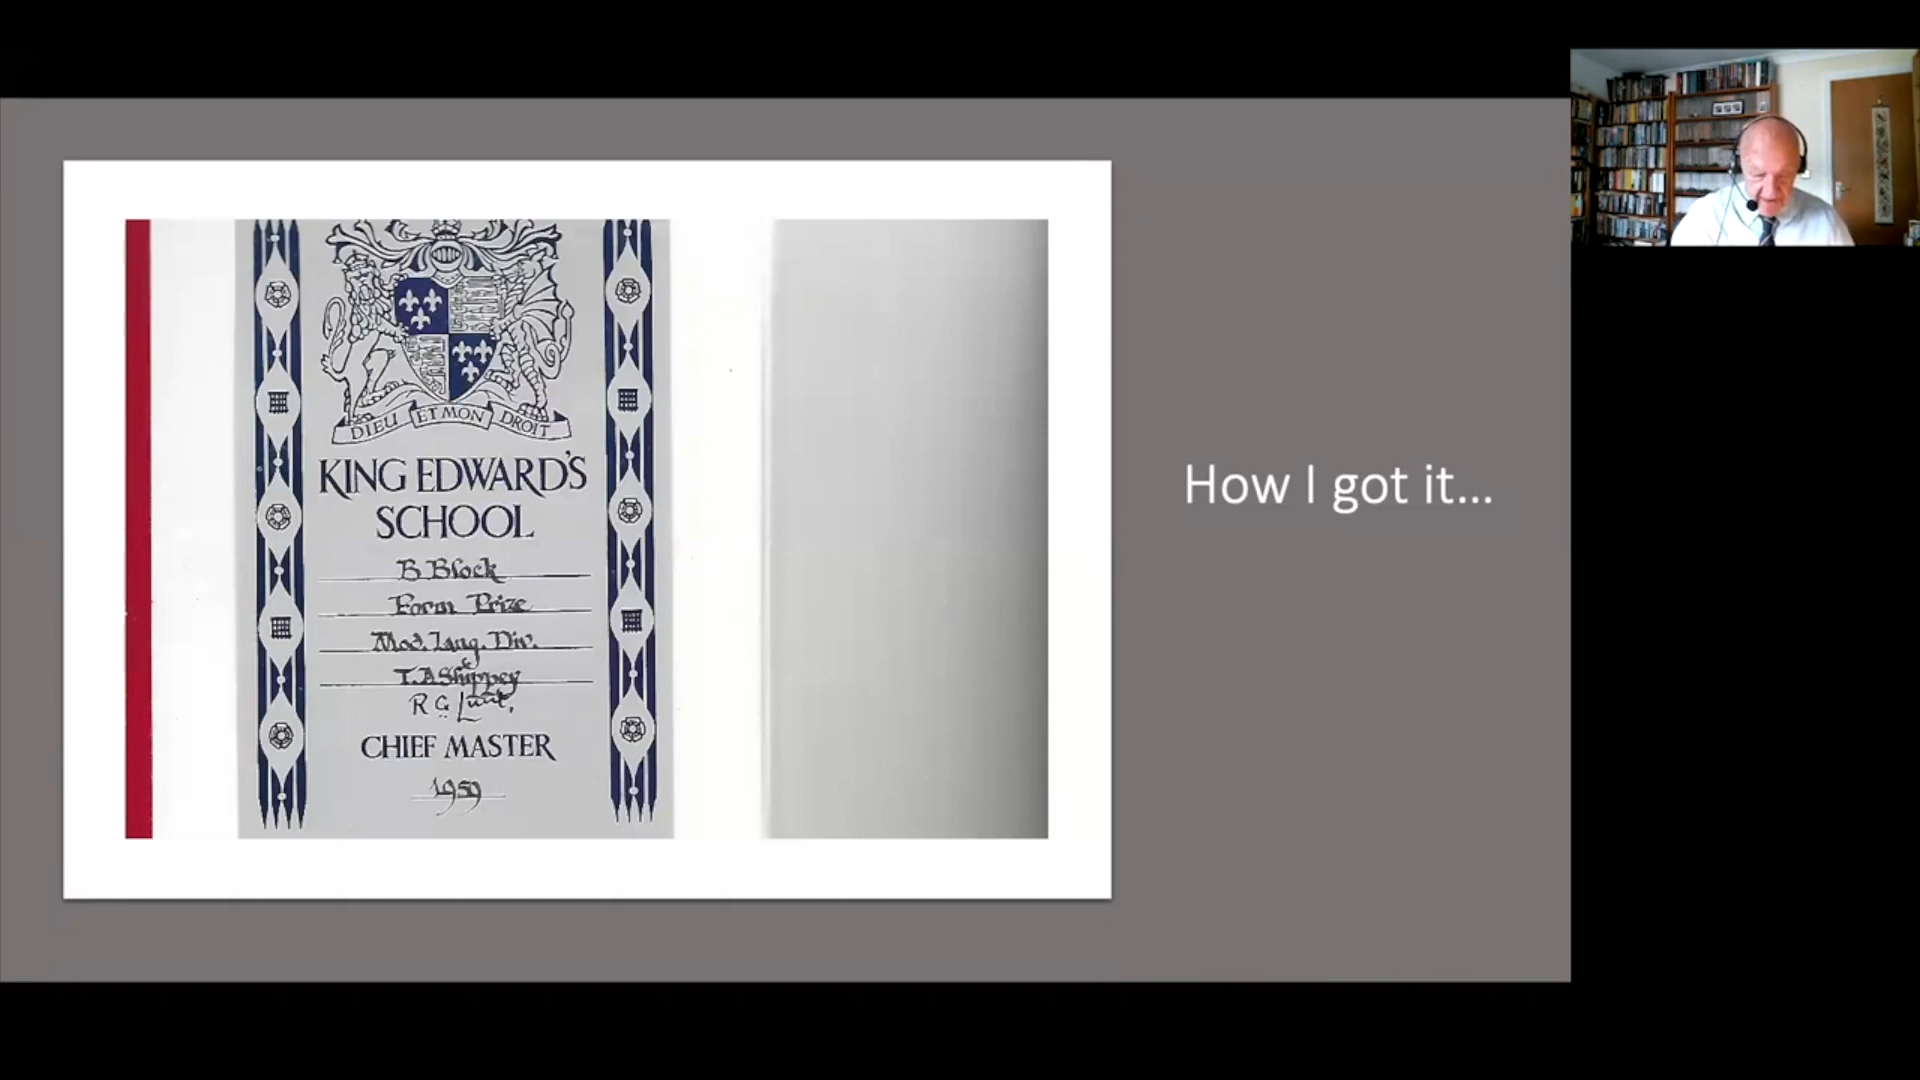 DIEU ET MON DROIT
KING EDWARD'S
SCHOOL
B Block
Form Prize
Mod. Lang. Div.
&
T.A Shippey
R G Lunt,
CHIEF MASTER
1959
How I got it...